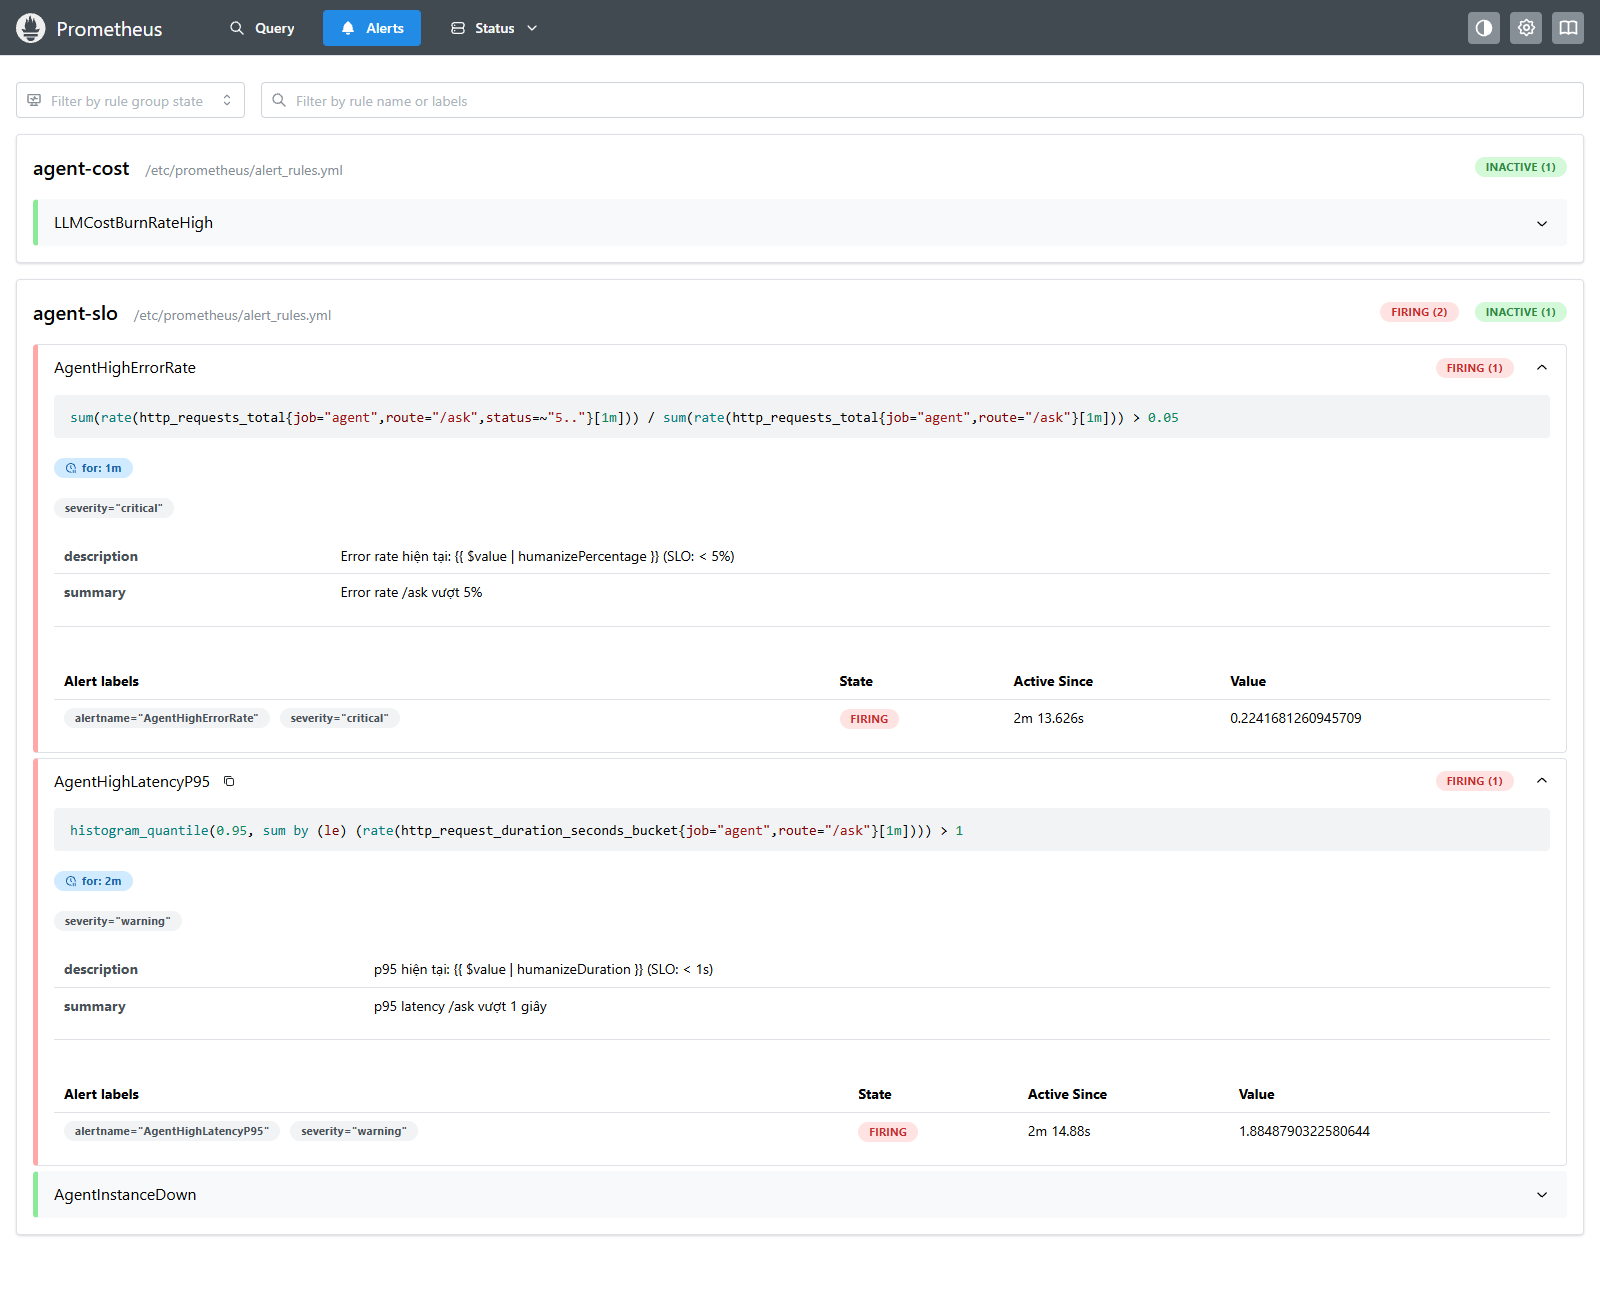 Prometheus
Query
Alerts
Status
Filter by rule group state
Filter by rule name or labels
agent-cost /etc/prometheus/alert_rules.yml INACTIVE (1)
LLMCostBurnRateHigh
agent-slo /etc/prometheus/alert_rules.yml FIRING (2) INACTIVE (1)
AgentHighErrorRate FIRING (1)
sum(rate(http_requests_total{job="agent",route="/ask",status=~"5.."}[1m])) / sum(rate(http_requests_total{job="agent",route="/ask"}[1m])) > 0.05
for: 1m
severity="critical"
description Error rate hiện tại: {{ $value | humanizePercentage }} (SLO: < 5%)
summary Error rate /ask vượt 5%
Alert labels State Active Since Value
alertname="AgentHighErrorRate" severity="critical" FIRING 2m 13.626s 0.2241681260945709
AgentHighLatencyP95 FIRING (1)
histogram_quantile(0.95, sum by (le) (rate(http_request_duration_seconds_bucket{job="agent",route="/ask"}[1m]))) > 1
for: 2m
severity="warning"
description p95 hiện tại: {{ $value | humanizeDuration }} (SLO: < 1s)
summary p95 latency /ask vượt 1 giây
Alert labels State Active Since Value
alertname="AgentHighLatencyP95" severity="warning" FIRING 2m 14.88s 1.8848790322580644
AgentInstanceDown